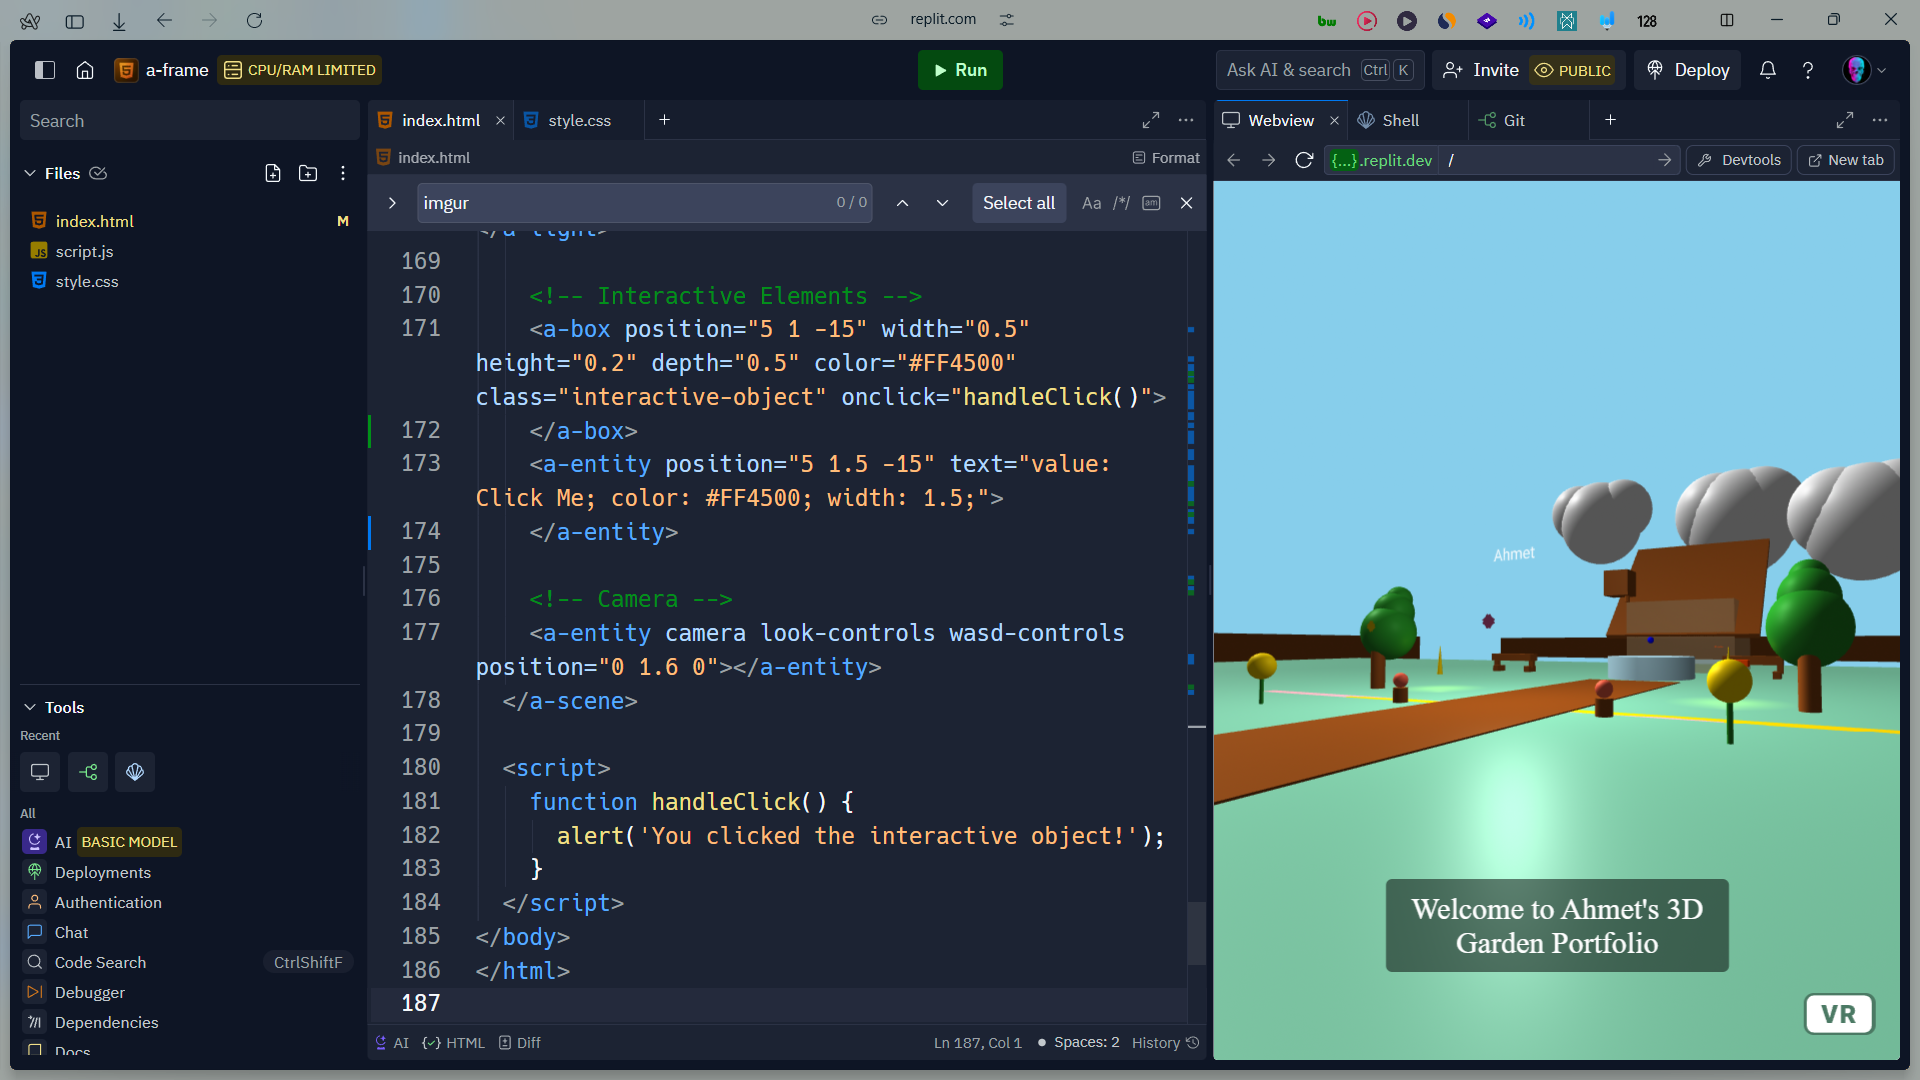 replit.com
128
a-frame
CPU/RAM LIMITED
Run
Ask AI & search
Ctrl
K
Invite
PUBLIC
Deploy
Search
Files
index.html
M
script.js
style.css
Tools
Recent
All
AI
BASIC MODEL
Deployments
Authentication
Chat
Code Search
CtrlShiftF
Debugger
Dependencies
Docs
index.html
style.css
index.html
Format
imgur
0 / 0
Select all
Aa
/*/
</a-light>
169
170 <!-- Interactive Elements -->
171 <a-box position="5 1 -15" width="0.5"
height="0.2" depth="0.5" color="#FF4500"
class="interactive-object" onclick="handleClick()">
172 </a-box>
173 <a-entity position="5 1.5 -15" text="value:
Click Me; color: #FF4500; width: 1.5;">
174 </a-entity>
175
176 <!-- Camera -->
177 <a-entity camera look-controls wasd-controls
position="0 1.6 0"></a-entity>
178 </a-scene>
179
180 <script>
181 function handleClick() {
182 alert('You clicked the interactive object!');
183 }
184 </script>
185 </body>
186 </html>
187
AI
HTML
Diff
Ln 187, Col 1
Spaces: 2
History
Webview
Shell
Git
{...}.replit.dev
/
Devtools
New tab
Ahmet
Welcome to Ahmet's 3D
Garden Portfolio
VR